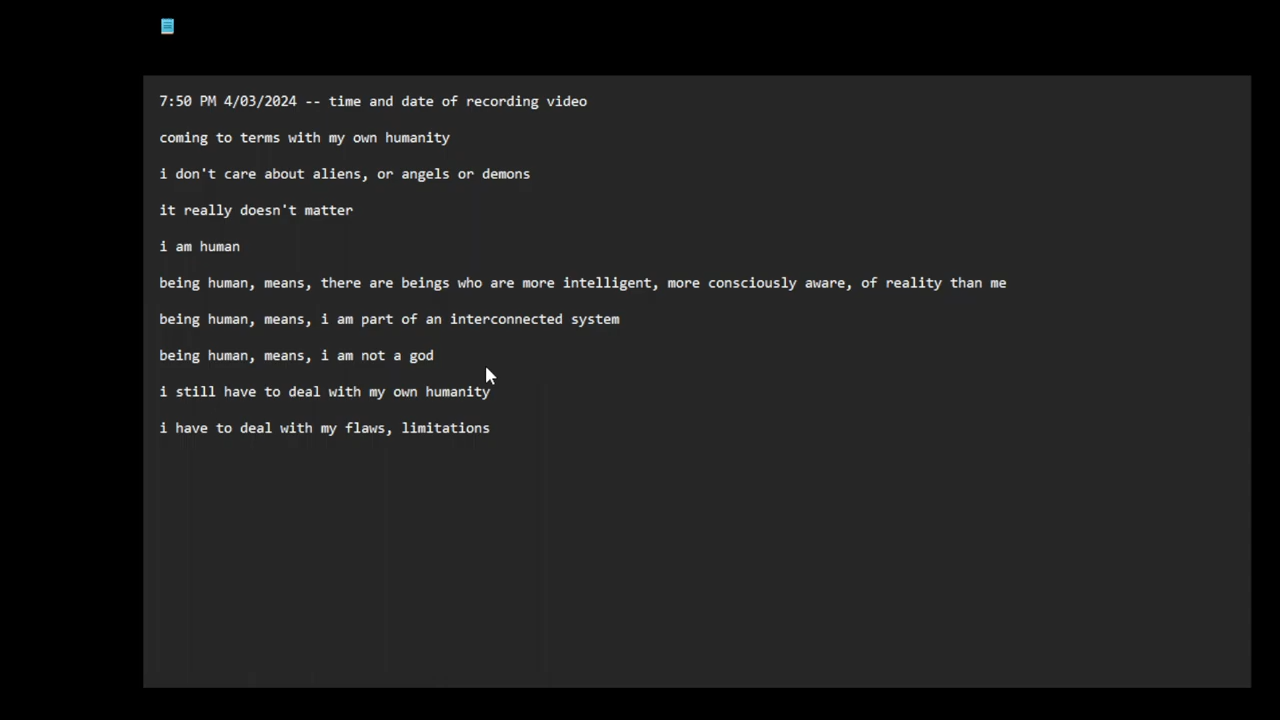 7:50 PM 4/03/2024 -- time and date of recording video
coming to terms with my own humanity
i don't care about aliens, or angels or demons
it really doesn't matter
i am human
being human, means, there are beings who are more intelligent, more consciously aware, of reality than me
being human, means, i am part of an interconnected system
being human, means, i am not a god
i still have to deal with my own humanity
i have to deal with my flaws, limitations